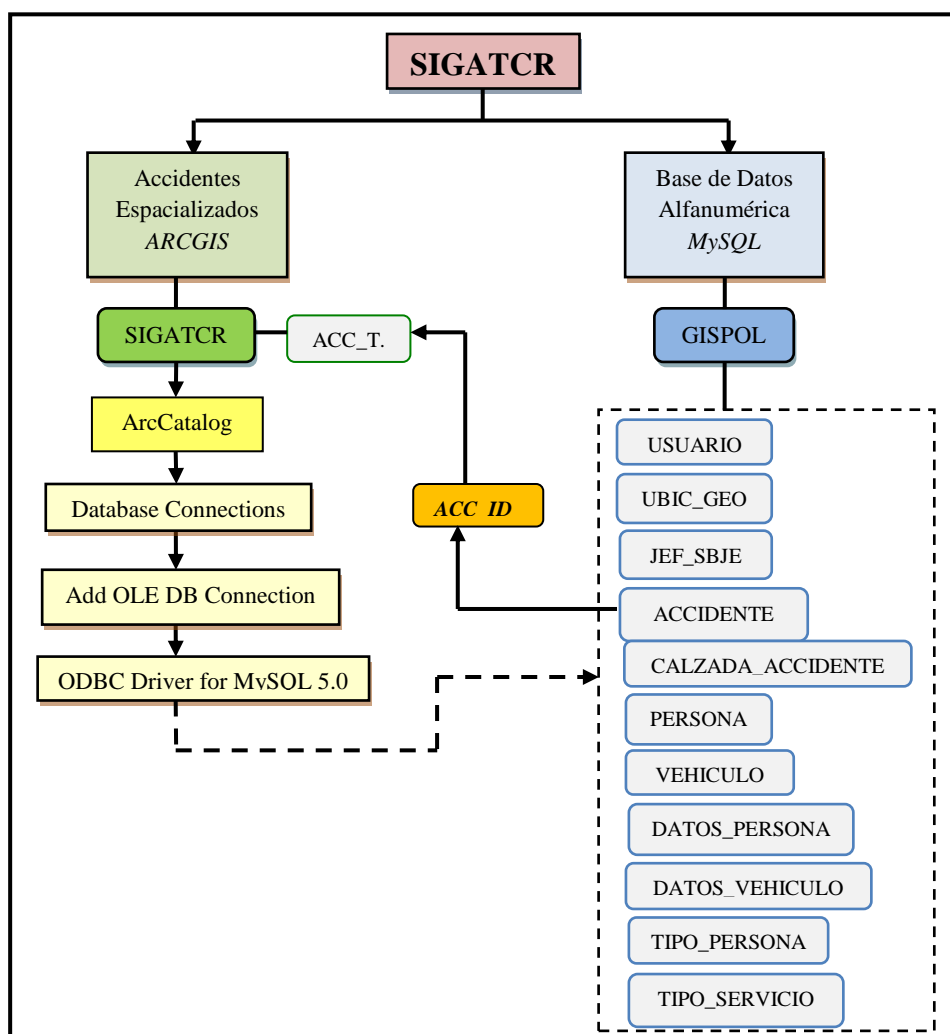 SIGATCR
Accidentes
Espacializados
ARCGIS
Base de Datos
Alfanumérica
MySQL
SIGATCR
ACC_T.
GISPOL
ArcCatalog
Database Connections
Add OLE DB Connection
ODBC Driver for MySQL 5.0
ACC_ID
USUARIO
UBIC_GEO
JEF_SBJE
ACCIDENTE
CALZADA_ACCIDENTE
PERSONA
VEHICULO
DATOS_PERSONA
DATOS_VEHICULO
TIPO_PERSONA
TIPO_SERVICIO